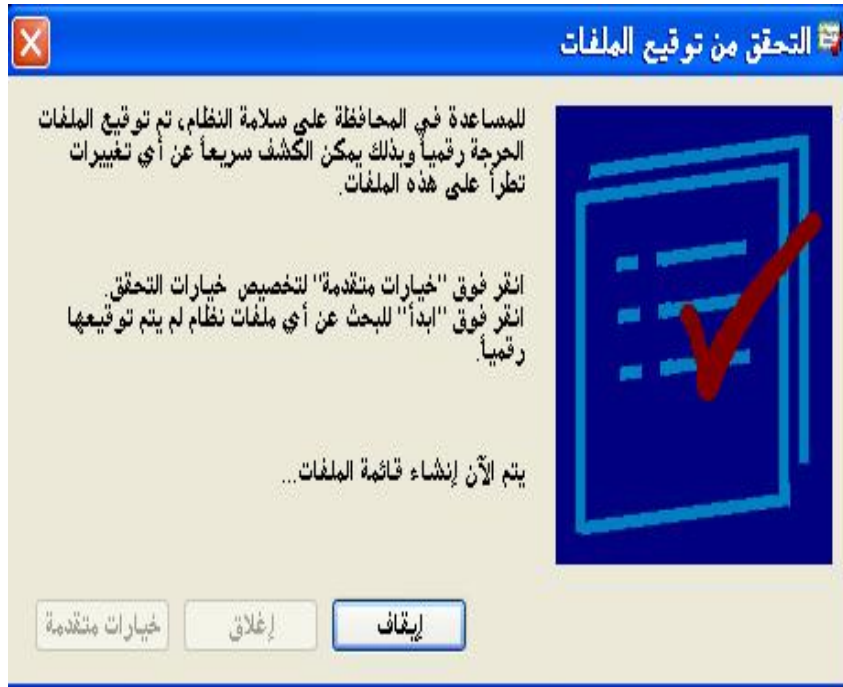 التحقق من توقيع الملفات
للمساعدة في المحافظة على سلامة النظام، تم توقيع الملفات
الحرجة رقمياً وبذلك يمكن الكشف سريعاً عن أي تغييرات
تطرأ على هذه الملفات.
انقر فوق "خيارات متقدمة" لتخصيص خيارات التحقق.
انقر فوق "ابدأ" للبحث عن أي ملفات نظام لم يتم توقيعها
رقمياً.
يتم الآن إنشاء قائمة الملفات...
إيقاف
إغلاق
خيارات متقدمة